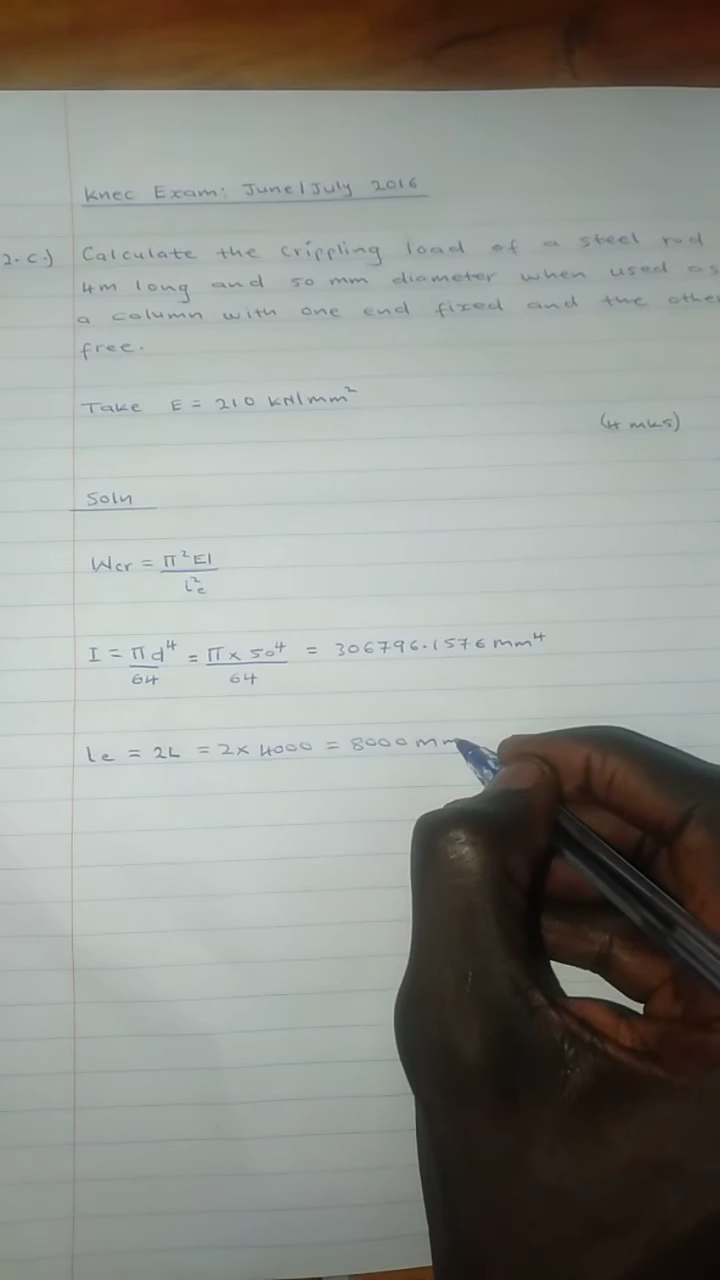 Knec Exam: June/July 2016
2.c.) Calculate the crippling load of a steel rod
4m long and 50 mm diameter when used as
a column with one end fixed and the other
free.
Take E = 210 kN/mm²
(4 mks)
Soln
Wcr = π²EI/le²
I = πd⁴/64 = π x 50⁴/64 = 306796.1576 mm⁴
le = 2L = 2 x 4000 = 8000 mm